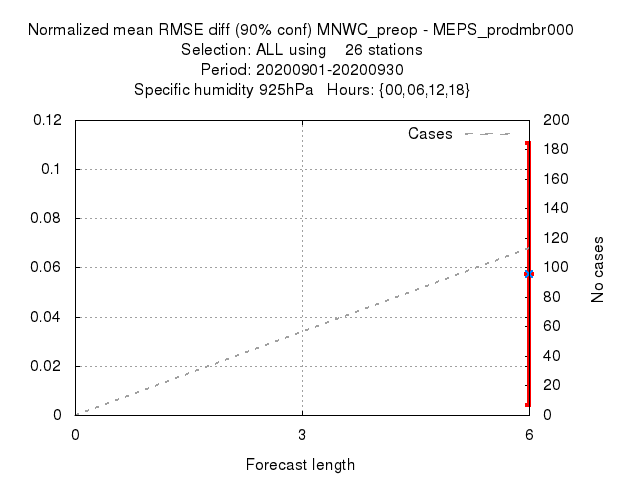 Normalized mean RMSE diff (90% conf) MNWC_preop - MEPS_prodmbr000
Selection: ALL using 26 stations
Period: 20200901-20200930
Specific humidity 925hPa Hours: {00,06,12,18}
Cases
0.12
0.1
0.08
0.06
0.04
0.02
0
200
180
160
140
120
100
80
60
40
20
0
No cases
0 3 6
Forecast length